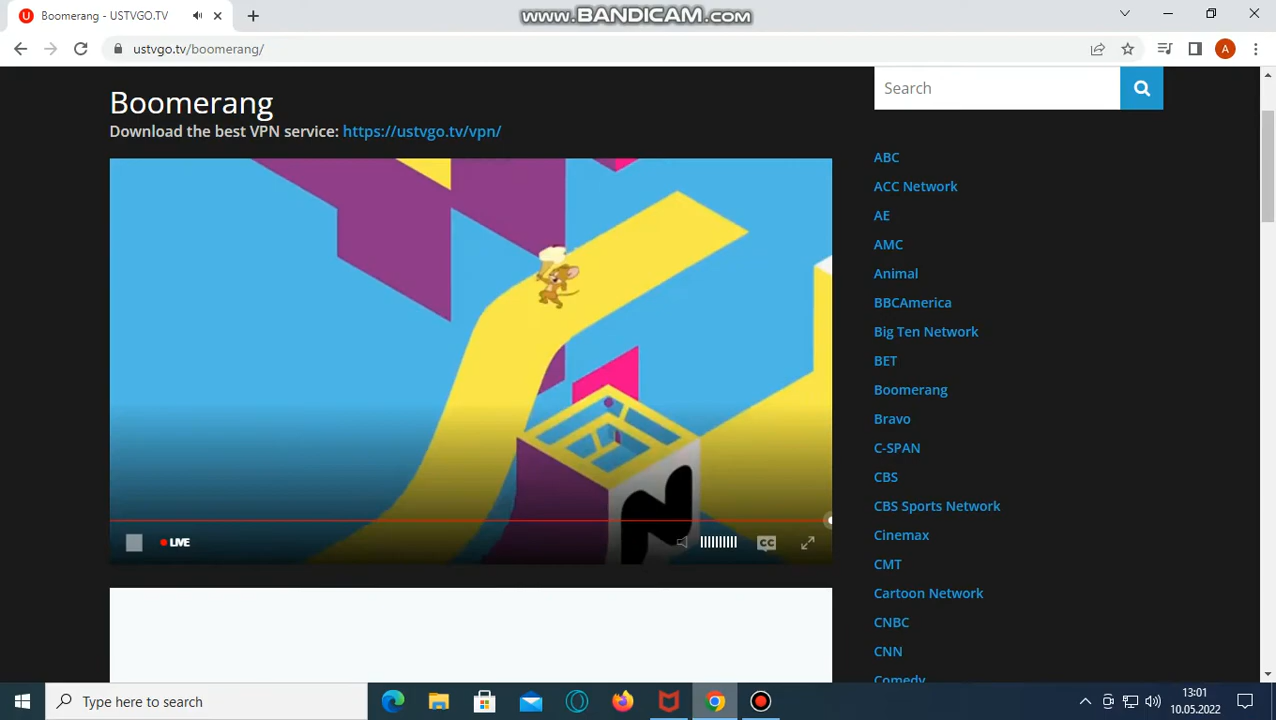 www.BANDICAM.com
Boomerang - USTVGO.TV
ustvgo.tv/boomerang/
A
Boomerang
Download the best VPN service: https://ustvgo.tv/vpn/
LIVE
CC
N
Search
ABC
ACC Network
AE
AMC
Animal
BBCAmerica
Big Ten Network
BET
Boomerang
Bravo
C-SPAN
CBS
CBS Sports Network
Cinemax
CMT
Cartoon Network
CNBC
CNN
Comedy
Type here to search
13:01
10.05.2022